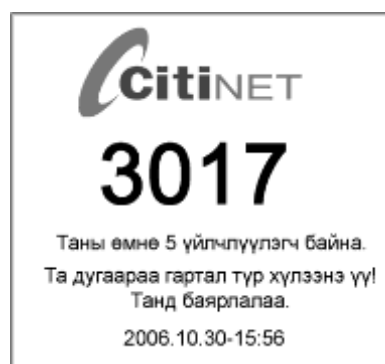 CitiNET
3017
Таны өмнө 5 үйлчлүүлэгч байна.
Та дугаараа гартал түр хүлээнэ үү!
Танд баярлалаа.
2006.10.30-15:56